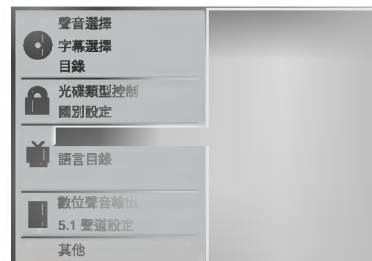 聲音選擇
字幕選擇
目錄
光碟類型控制
國別設定
語言目錄
數位聲音輸出
5.1 聲道設定
其他